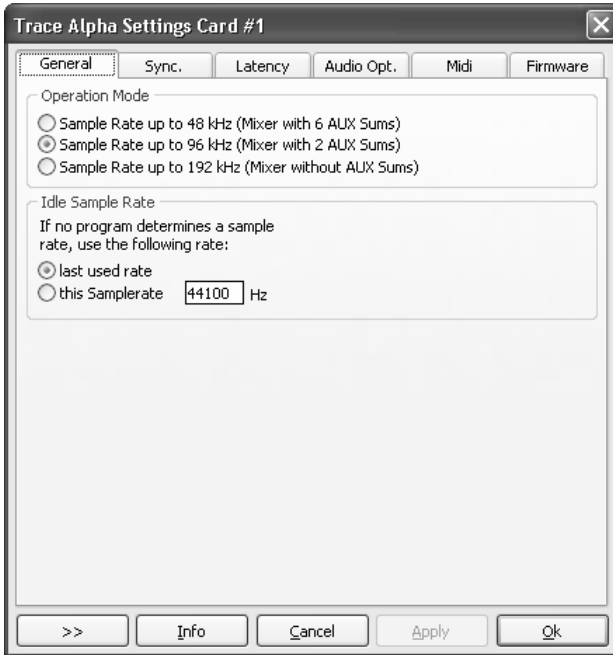 Trace Alpha Settings Card #1
General Sync. Latency Audio Opt. Midi Firmware
Operation Mode
Sample Rate up to 48 kHz (Mixer with 6 AUX Sums)
Sample Rate up to 96 kHz (Mixer with 2 AUX Sums)
Sample Rate up to 192 kHz (Mixer without AUX Sums)
Idle Sample Rate
If no program determines a sample
rate, use the following rate:
last used rate
this Samplerate 44100 Hz
>> Info Cancel Apply Ok